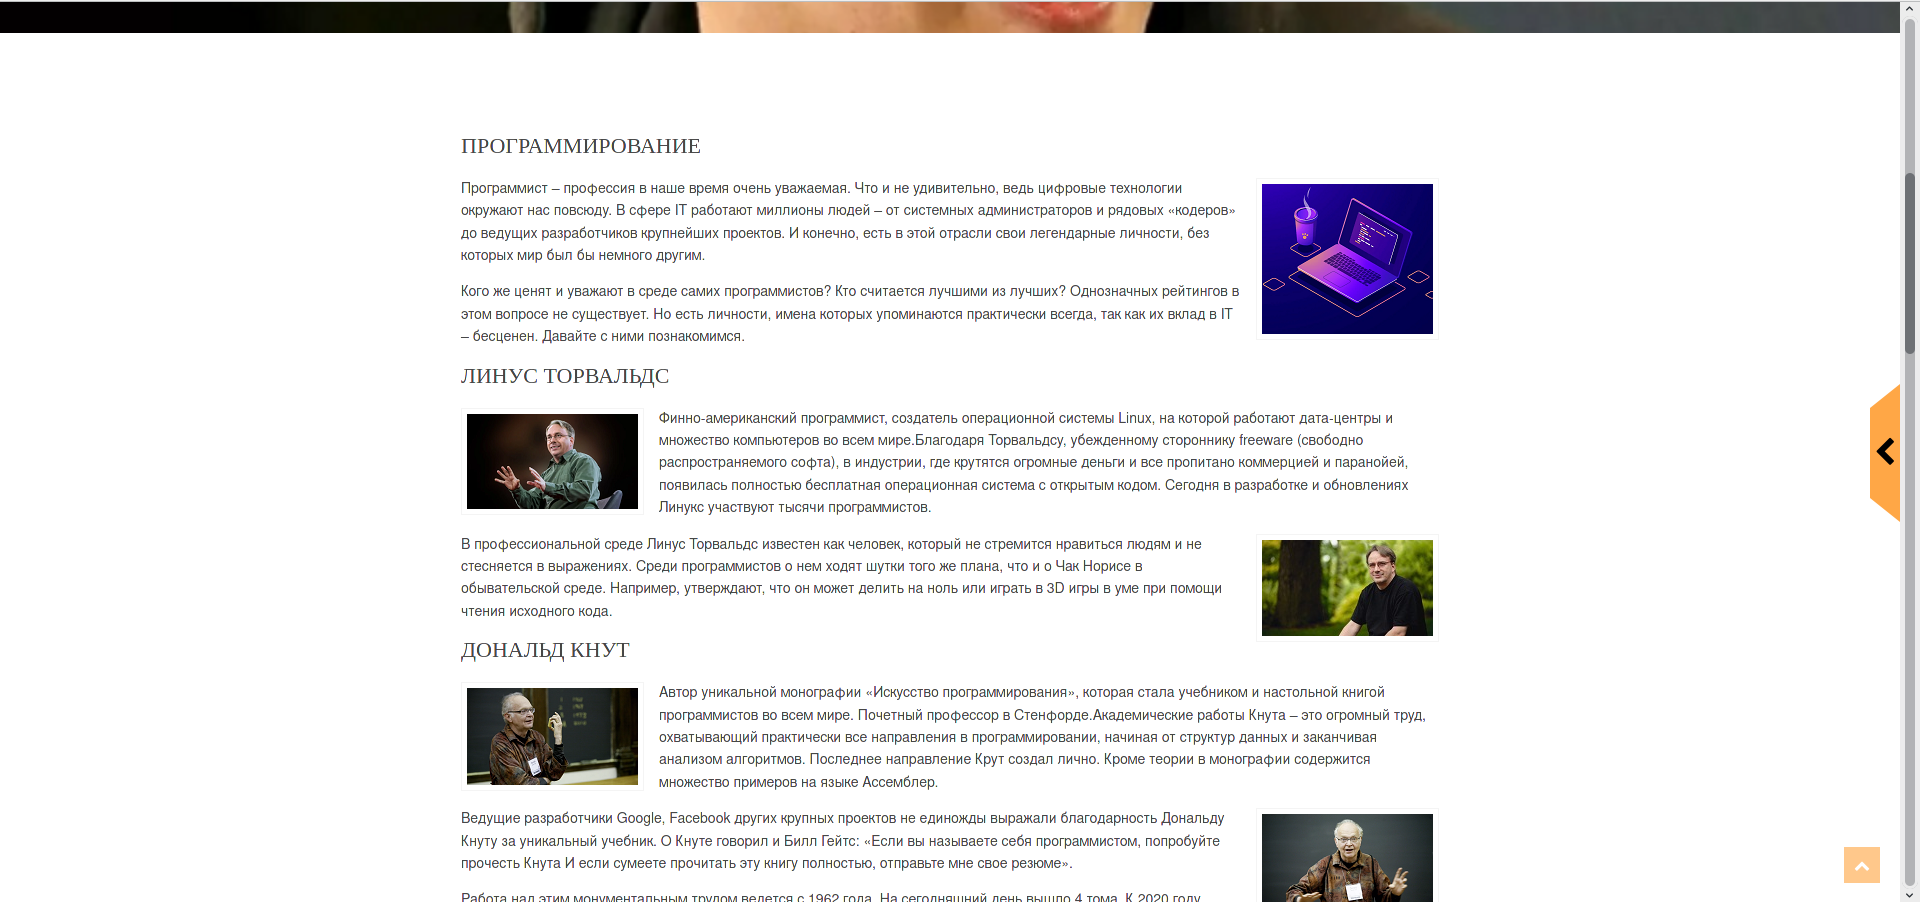 ПРОГРАММИРОВАНИЕ
Программист – профессия в наше время очень уважаемая. Что и не удивительно, ведь цифровые технологии
окружают нас повсюду. В сфере IT работают миллионы людей – от системных администраторов и рядовых «кодеров»
до ведущих разработчиков крупнейших проектов. И конечно, есть в этой отрасли свои легендарные личности, без
которых мир был бы немного другим.
Кого же ценят и уважают в среде самих программистов? Кто считается лучшими из лучших? Однозначных рейтингов в
этом вопросе не существует. Но есть личности, имена которых упоминаются практически всегда, так как их вклад в IT
– бесценен. Давайте с ними познакомимся.
ЛИНУС ТОРВАЛЬДС
Финно-американский программист, создатель операционной системы Linux, на которой работают дата-центры и
множество компьютеров во всем мире.Благодаря Торвальдсу, убежденному стороннику freeware (свободно
распространяемого софта), в индустрии, где крутятся огромные деньги и все пропитано коммерцией и паранойей,
появилась полностью бесплатная операционная система с открытым кодом. Сегодня в разработке и обновлениях
Линукс участвуют тысячи программистов.
В профессиональной среде Линус Торвальдс известен как человек, который не стремится нравиться людям и не
стесняется в выражениях. Среди программистов о нем ходят шутки того же плана, что и о Чак Норисе в
обывательской среде. Например, утверждают, что он может делить на ноль или играть в 3D игры в уме при помощи
чтения исходного кода.
ДОНАЛЬД КНУТ
Автор уникальной монографии «Искусство программирования», которая стала учебником и настольной книгой
программистов во всем мире. Почетный профессор в Стенфорде.Академические работы Кнута – это огромный труд,
охватывающий практически все направления в программировании, начиная от структур данных и заканчивая
анализом алгоритмов. Последнее направление Крут создал лично. Кроме теории в монографии содержится
множество примеров на языке Ассемблер.
Ведущие разработчики Google, Facebook других крупных проектов не единожды выражали благодарность Дональду
Кнуту за уникальный учебник. О Кнуте говорил и Билл Гейтс: «Если вы называете себя программистом, попробуйте
прочесть Кнута И если сумеете прочитать эту книгу полностью, отправьте мне свое резюме».
Работа над этим монументальным трудом ведется с 1962 года. На сегодняшний день вышло 4 тома. К 2020 году